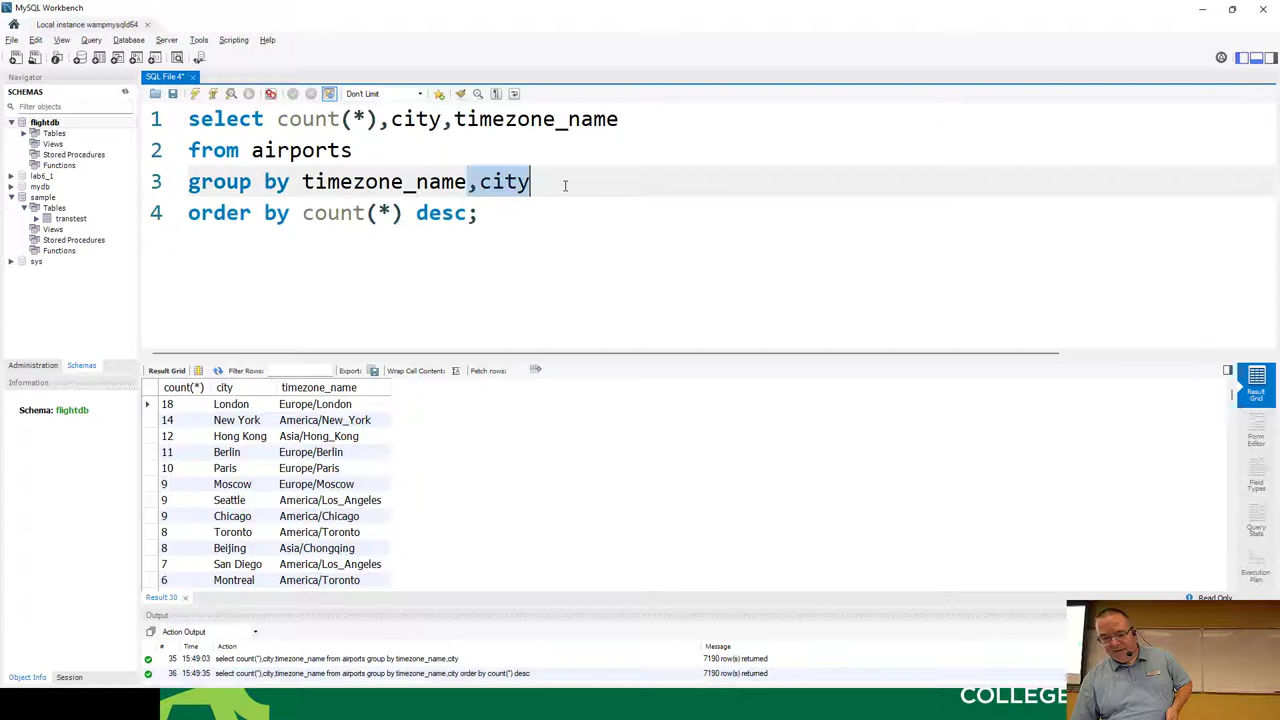 MySQL Workbench
Local instance wampmysqld64 ×
File Edit View Query Database Server Tools Scripting Help
Navigator
SCHEMAS
Filter objects
flightdb
Tables
Views
Stored Procedures
Functions
lab6_1
mydb
sample
Tables
transtest
Views
Stored Procedures
Functions
sys
Administration Schemas
Information
Schema: flightdb
Object Info Session
SQL File 4* ×
Don't Limit
1 select count(*),city,timezone_name
2 from airports
3 group by timezone_name,city
4 order by count(*) desc;
Result Grid Filter Rows: Export: Wrap Cell Contents: Fetch rows:
count(*) city timezone_name
18 London Europe/London
14 New York America/New_York
12 Hong Kong Asia/Hong_Kong
11 Berlin Europe/Berlin
10 Paris Europe/Paris
9 Moscow Europe/Moscow
9 Seattle America/Los_Angeles
9 Chicago America/Chicago
8 Toronto America/Toronto
8 Beijing Asia/Chongqing
7 San Diego America/Los_Angeles
6 Montreal America/Toronto
Result Grid
Form Editor
Field Types
Query Stats
Execution Plan
Result 30 ×
Read Only
Output
Action Output
# Time Action Message
35 15:49:03 select count(*),city,timezone_name from airports group by timezone_name,city 7190 row(s) returned
36 15:49:35 select count(*),city,timezone_name from airports group by timezone_name,city order by count(*) desc 7190 row(s) returned
COLLEGE